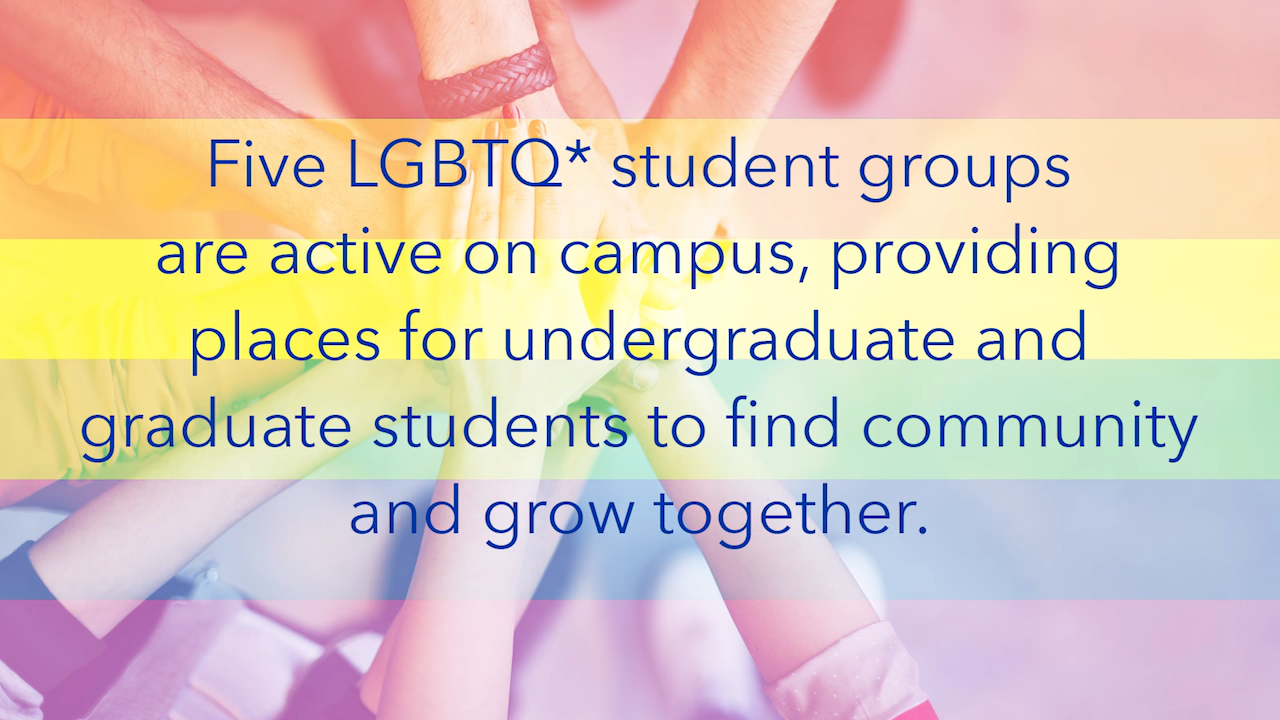 Five LGBTQ* student groups
are active on campus, providing
places for undergraduate and
graduate students to find community
and grow together.